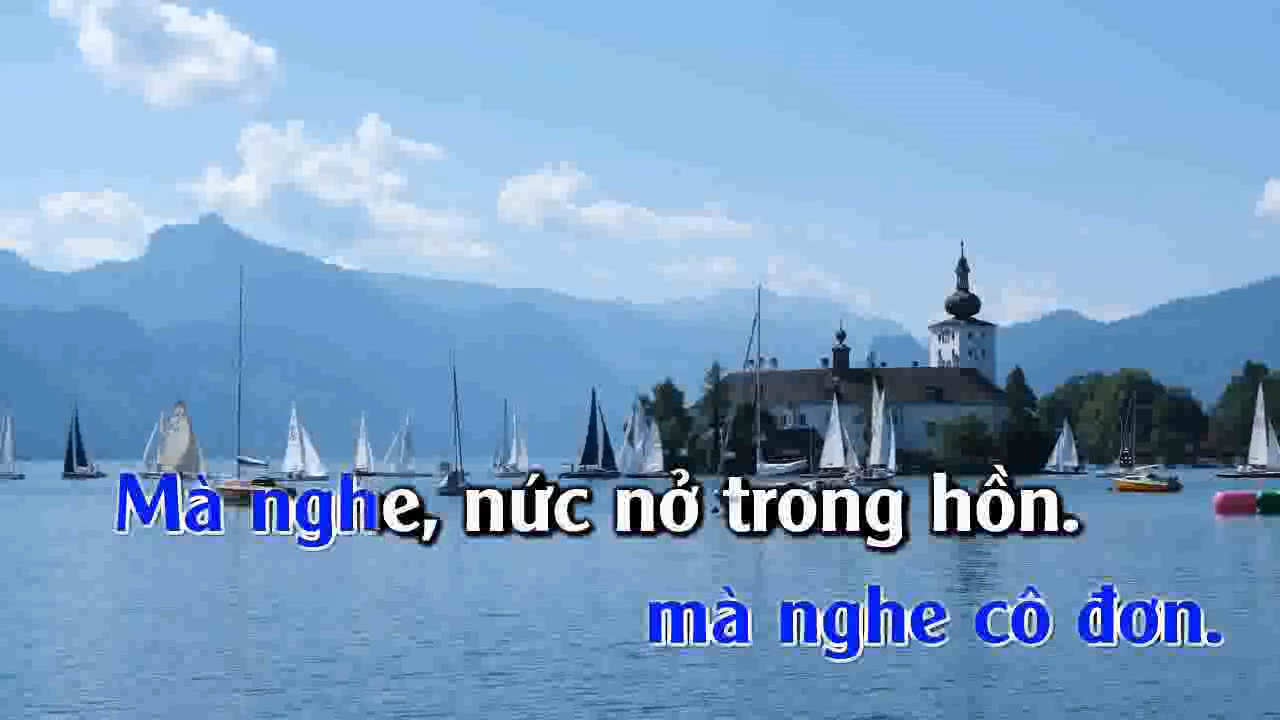 Mà nghe, nức nở trong hồn.
mà nghe cô đơn.